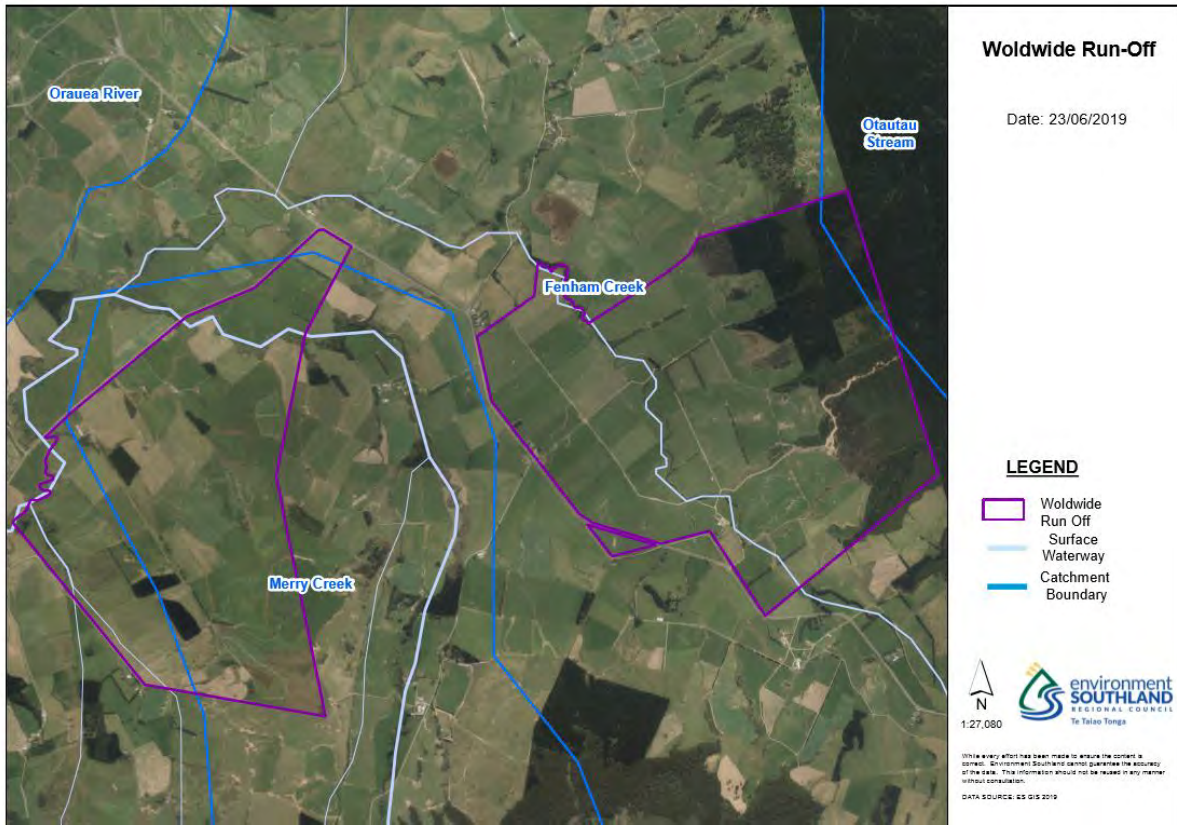 Orauea River
Otautau
Stream
Fenham Creek
Merry Creek
Woldwide Run-Off
Date: 23/06/2019
LEGEND
Woldwide
Run Off
Surface
Waterway
Catchment
Boundary
N
1:27,080
environment
SOUTHLAND
REGIONAL COUNCIL
Te Taiao Tonga
While every effort has been made to ensure the content is
correct. Environment Southland cannot guarantee the accuracy
of the data. This information should not be reused in any manner
without consultation.
DATA SOURCE: ES GIS 2019